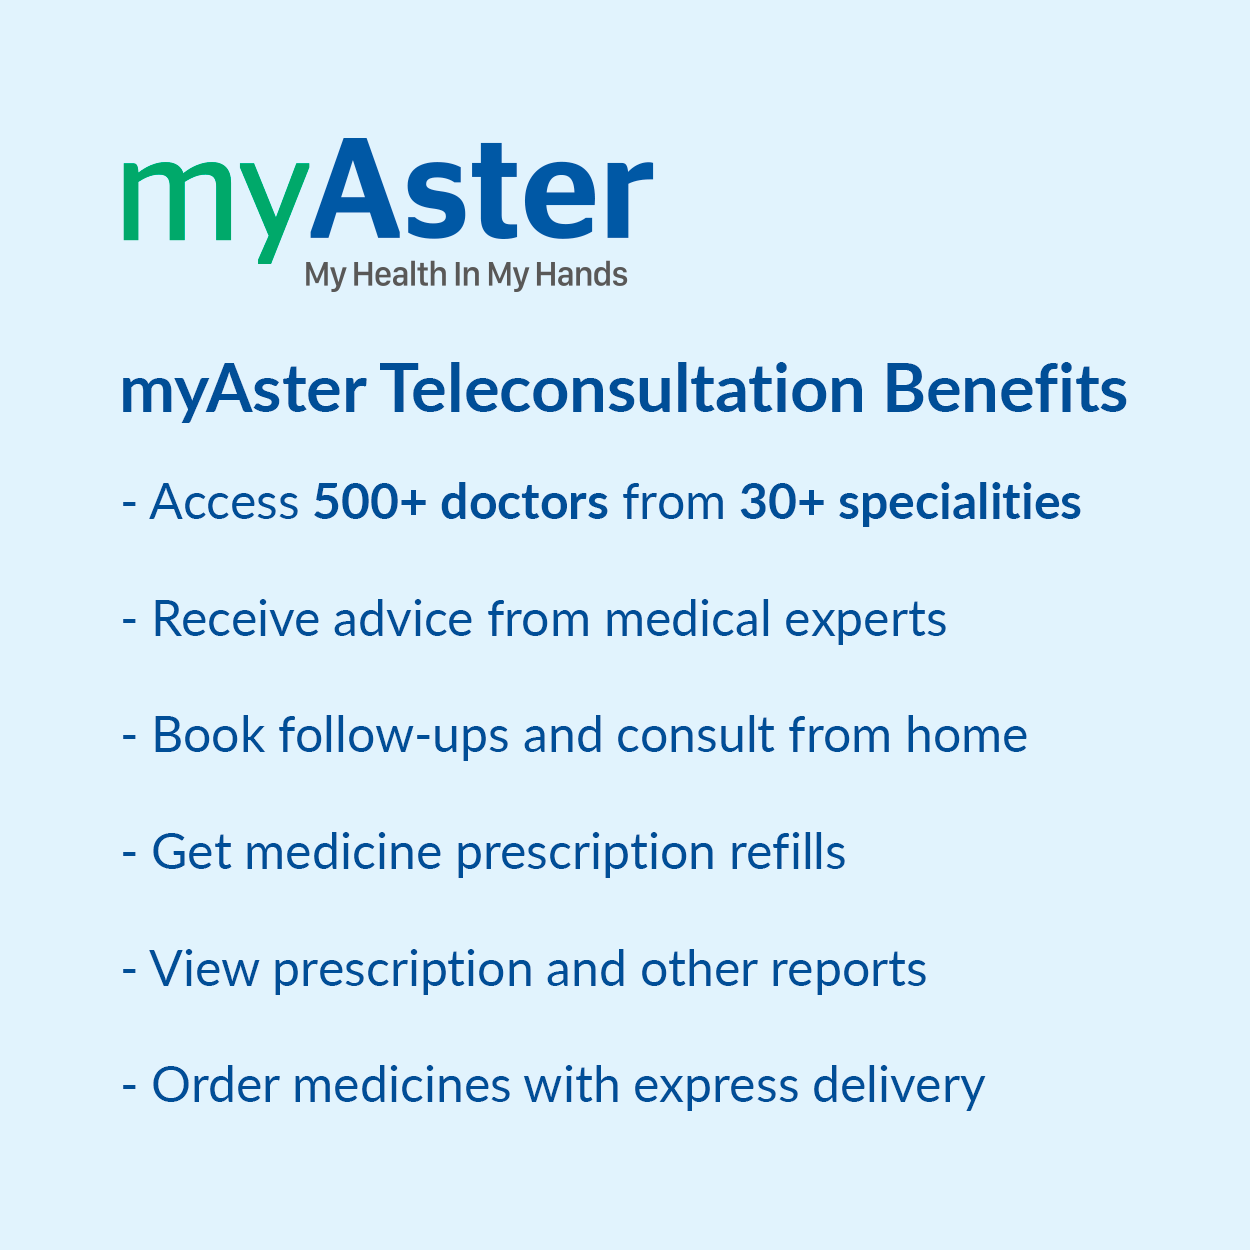 myAster
My Health In My Hands
myAster Teleconsultation Benefits
- Access 500+ doctors from 30+ specialities
- Receive advice from medical experts
- Book follow-ups and consult from home
- Get medicine prescription refills
- View prescription and other reports
- Order medicines with express delivery